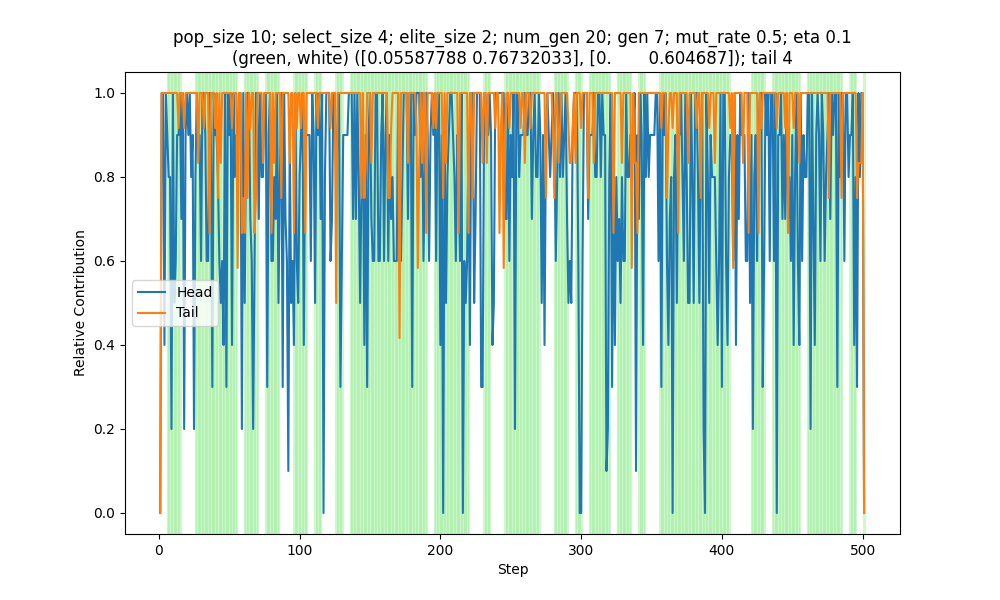 pop_size 10; select_size 4; elite_size 2; num_gen 20; gen 7; mut_rate 0.5; eta 0.1
(green, white) ([0.05587788 0.76732033], [0.       0.604687]); tail 4
1.0
0.8
0.6
0.4
0.2
0.0
Relative Contribution
Head
Tail
0
100
200
300
400
500
Step